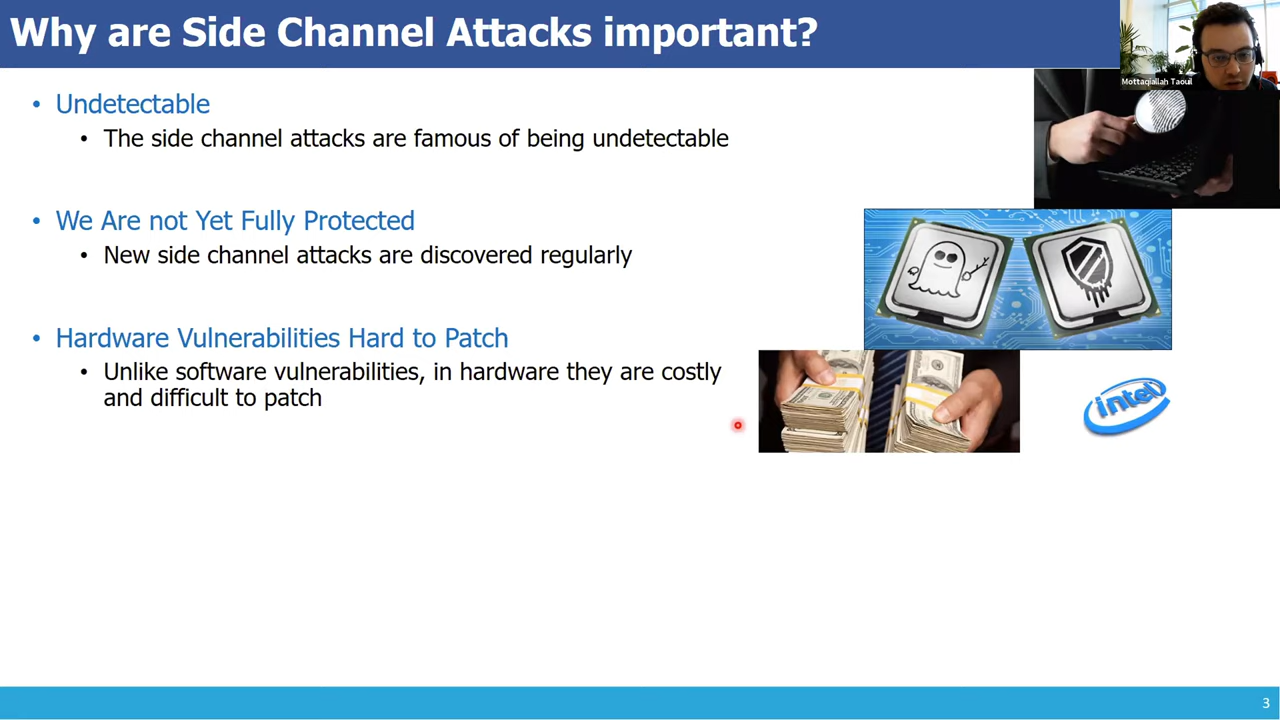 Why are Side Channel Attacks important?
Mottaqiallah Taouil
• Undetectable
• The side channel attacks are famous of being undetectable
• We Are not Yet Fully Protected
• New side channel attacks are discovered regularly
• Hardware Vulnerabilities Hard to Patch
• Unlike software vulnerabilities, in hardware they are costly
and difficult to patch
intel
3